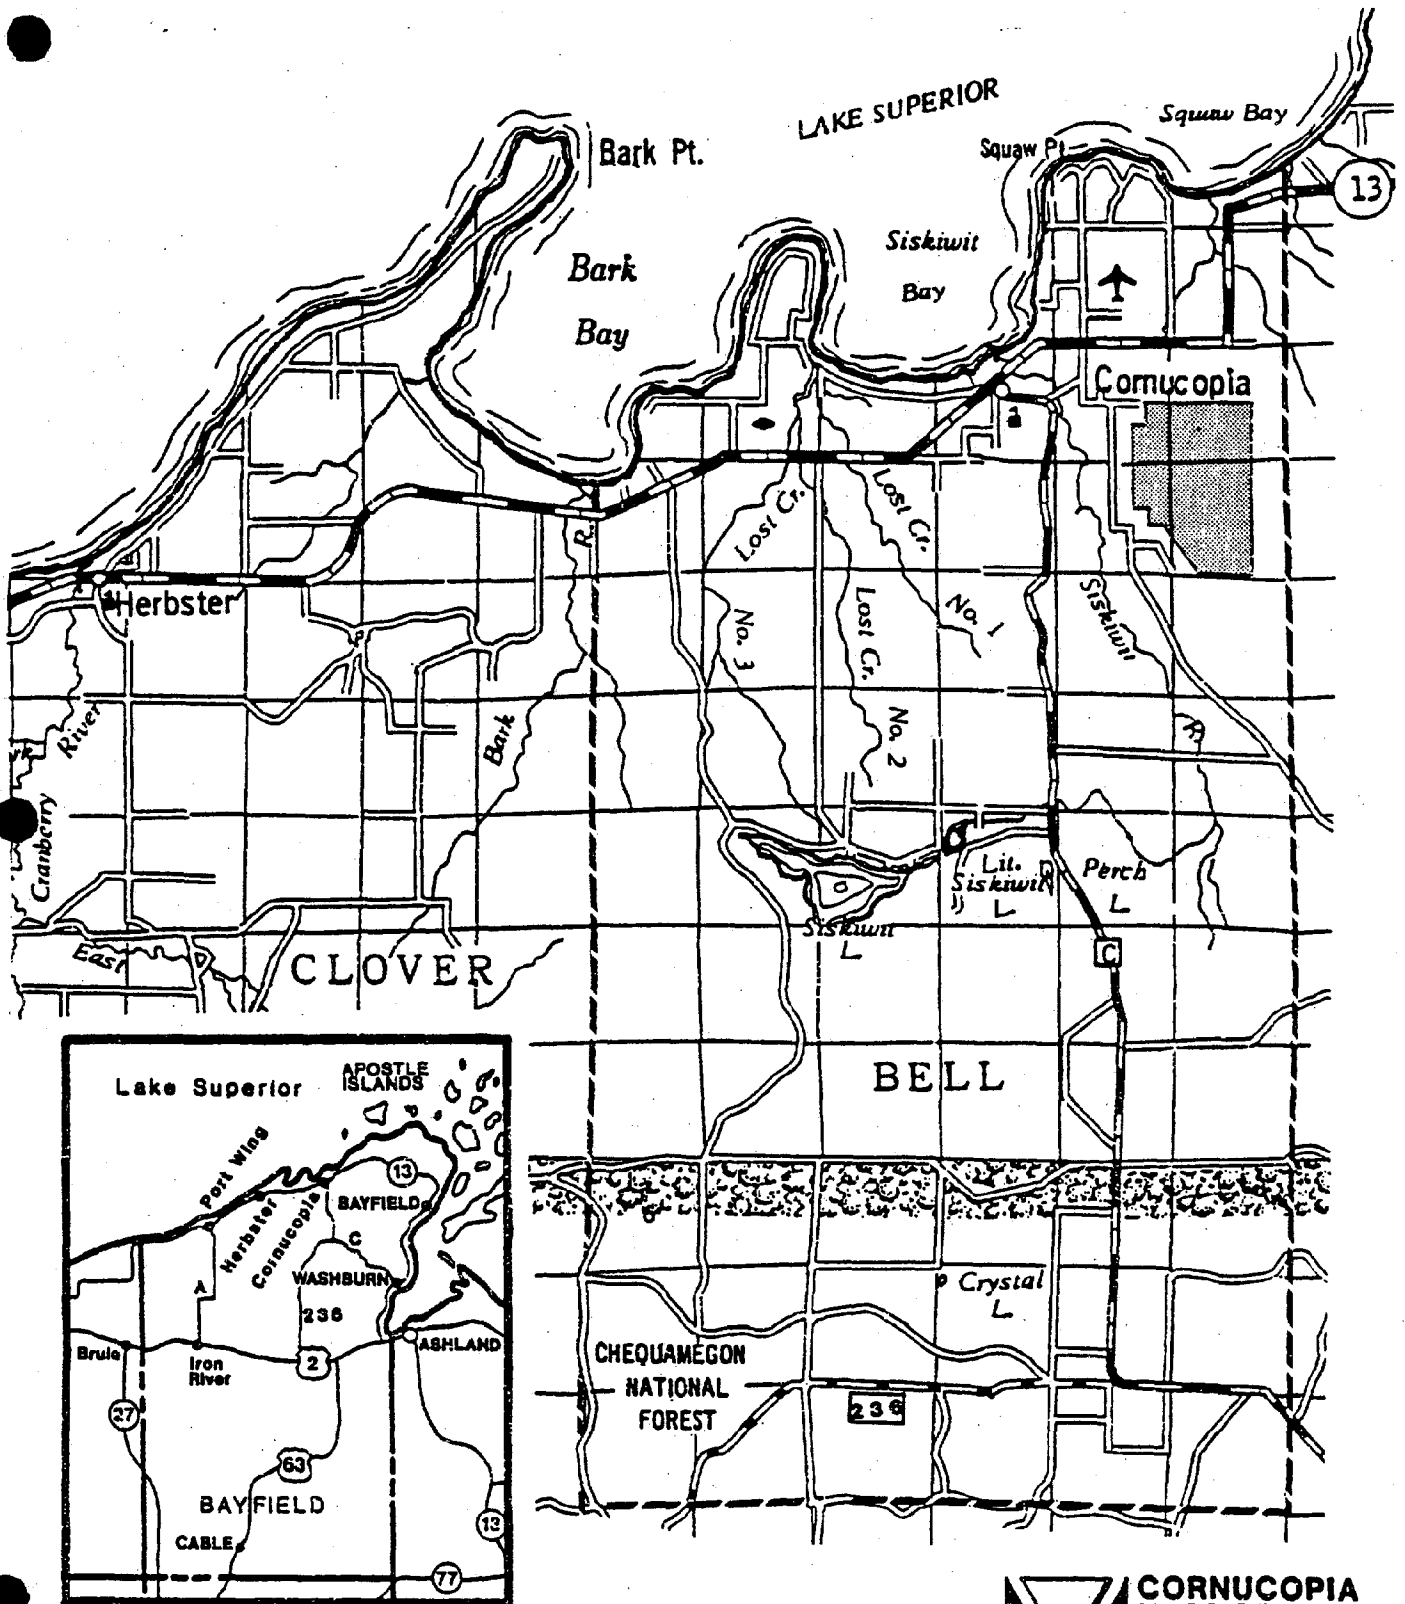 LAKE SUPERIOR
Squaw Bay
Bark Pt.
Squaw Pt.
13
Siskiwit
Bay
Bark
Bay
Cornucopia
Lost Cr.
Lost Cr.
R.
Herbster
No. 3
Lost Cr.
No. 1
Siskiwit
River
Bark
No. 2
R.
Cranberry
Lit.
Siskiwit
L
Perch
L
Siskiwit
L
East
CLOVER
C
BELL
Lake Superior
APOSTLE
ISLANDS
Port Wing
13
Herbster
Cornucopia
BAYFIELD
C
A
WASHBURN
236
Brule
Iron
River
2
ASHLAND
27
63
BAYFIELD
CABLE
13
77
Crystal
L
CHEQUAMEGON
NATIONAL
FOREST
236
CORNUCOPIA